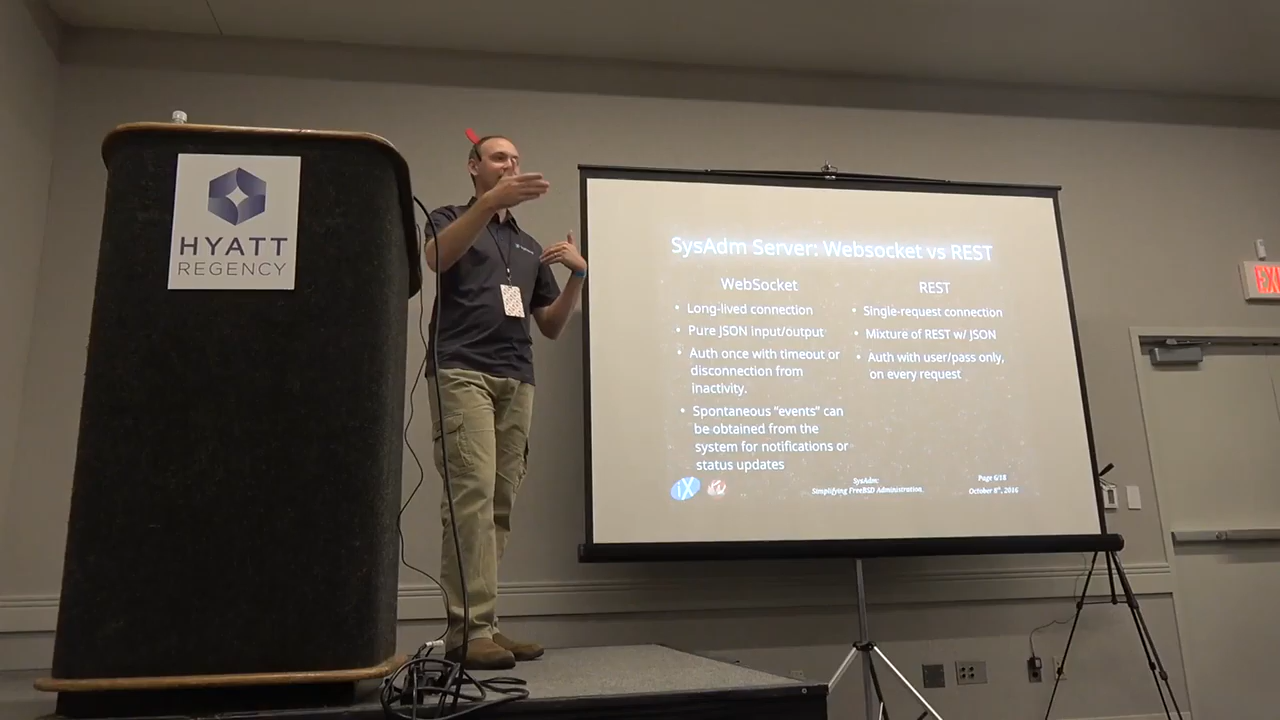 HYATT
REGENCY
SysAdm Server: Websocket vs REST
WebSocket
• Long-lived connection
• Pure JSON input/output
• Auth once with timeout or
disconnection from
inactivity.
• Spontaneous “events” can
be obtained from the
system for notifications or
status updates
REST
• Single-request connection
• Mixture of REST w/ JSON
• Auth with user/pass only,
on every request
iX
SysAdm:
Simplifying FreeBSD Administration.
Page 6/18
October 8th, 2016
EXI